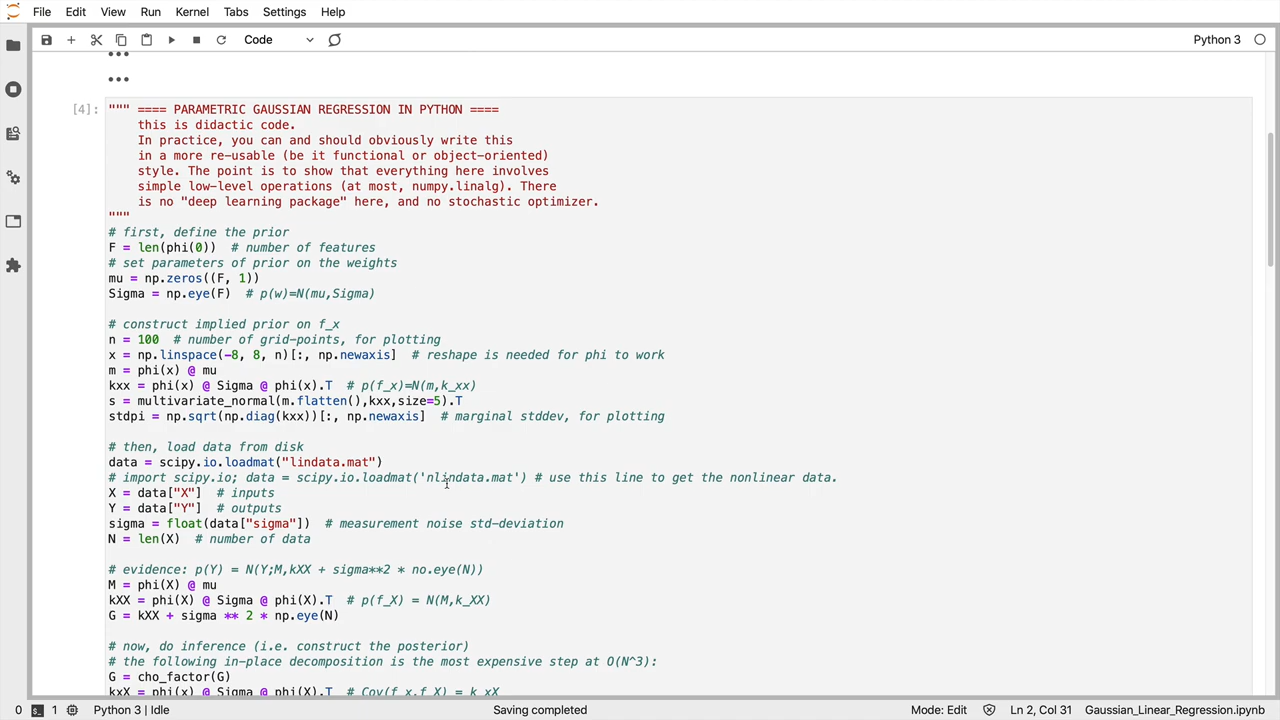 File Edit View Run Kernel Tabs Settings Help
Code Python 3
[4]: """ ==== PARAMETRIC GAUSSIAN REGRESSION IN PYTHON ====
this is didactic code.
In practice, you can and should obviously write this
in a more re-usable (be it functional or object-oriented)
style. The point is to show that everything here involves
simple low-level operations (at most, numpy.linalg). There
is no "deep learning package" here, and no stochastic optimizer.
"""
# first, define the prior
F = len(phi(0))  # number of features
# set parameters of prior on the weights
mu = np.zeros((F, 1))
Sigma = np.eye(F)  # p(w)=N(mu,Sigma)
# construct implied prior on f_x
n = 100  # number of grid-points, for plotting
x = np.linspace(-8, 8, n)[:, np.newaxis]  # reshape is needed for phi to work
m = phi(x) @ mu
kxx = phi(x) @ Sigma @ phi(x).T  # p(f_x)=N(m,k_xx)
s = multivariate_normal(m.flatten(),kxx,size=5).T
stdpi = np.sqrt(np.diag(kxx))[:, np.newaxis]  # marginal stddev, for plotting
# then, load data from disk
data = scipy.io.loadmat("lindata.mat")
# import scipy.io; data = scipy.io.loadmat('nlindata.mat') # use this line to get the nonlinear data.
X = data["X"]  # inputs
Y = data["Y"]  # outputs
sigma = float(data["sigma"])  # measurement noise std-deviation
N = len(X)  # number of data
# evidence: p(Y) = N(Y;M,kXX + sigma**2 * no.eye(N))
M = phi(X) @ mu
kXX = phi(X) @ Sigma @ phi(X).T  # p(f_X) = N(M,k_XX)
G = kXX + sigma ** 2 * np.eye(N)
# now, do inference (i.e. construct the posterior)
# the following in-place decomposition is the most expensive step at O(N^3):
G = cho_factor(G)
kxX = phi(x) @ Sigma @ phi(X).T  # Cov(f_x,f_X) = k_xX
0 1 Python 3 | Idle Saving completed Mode: Edit Ln 2, Col 31 Gaussian_Linear_Regression.ipynb